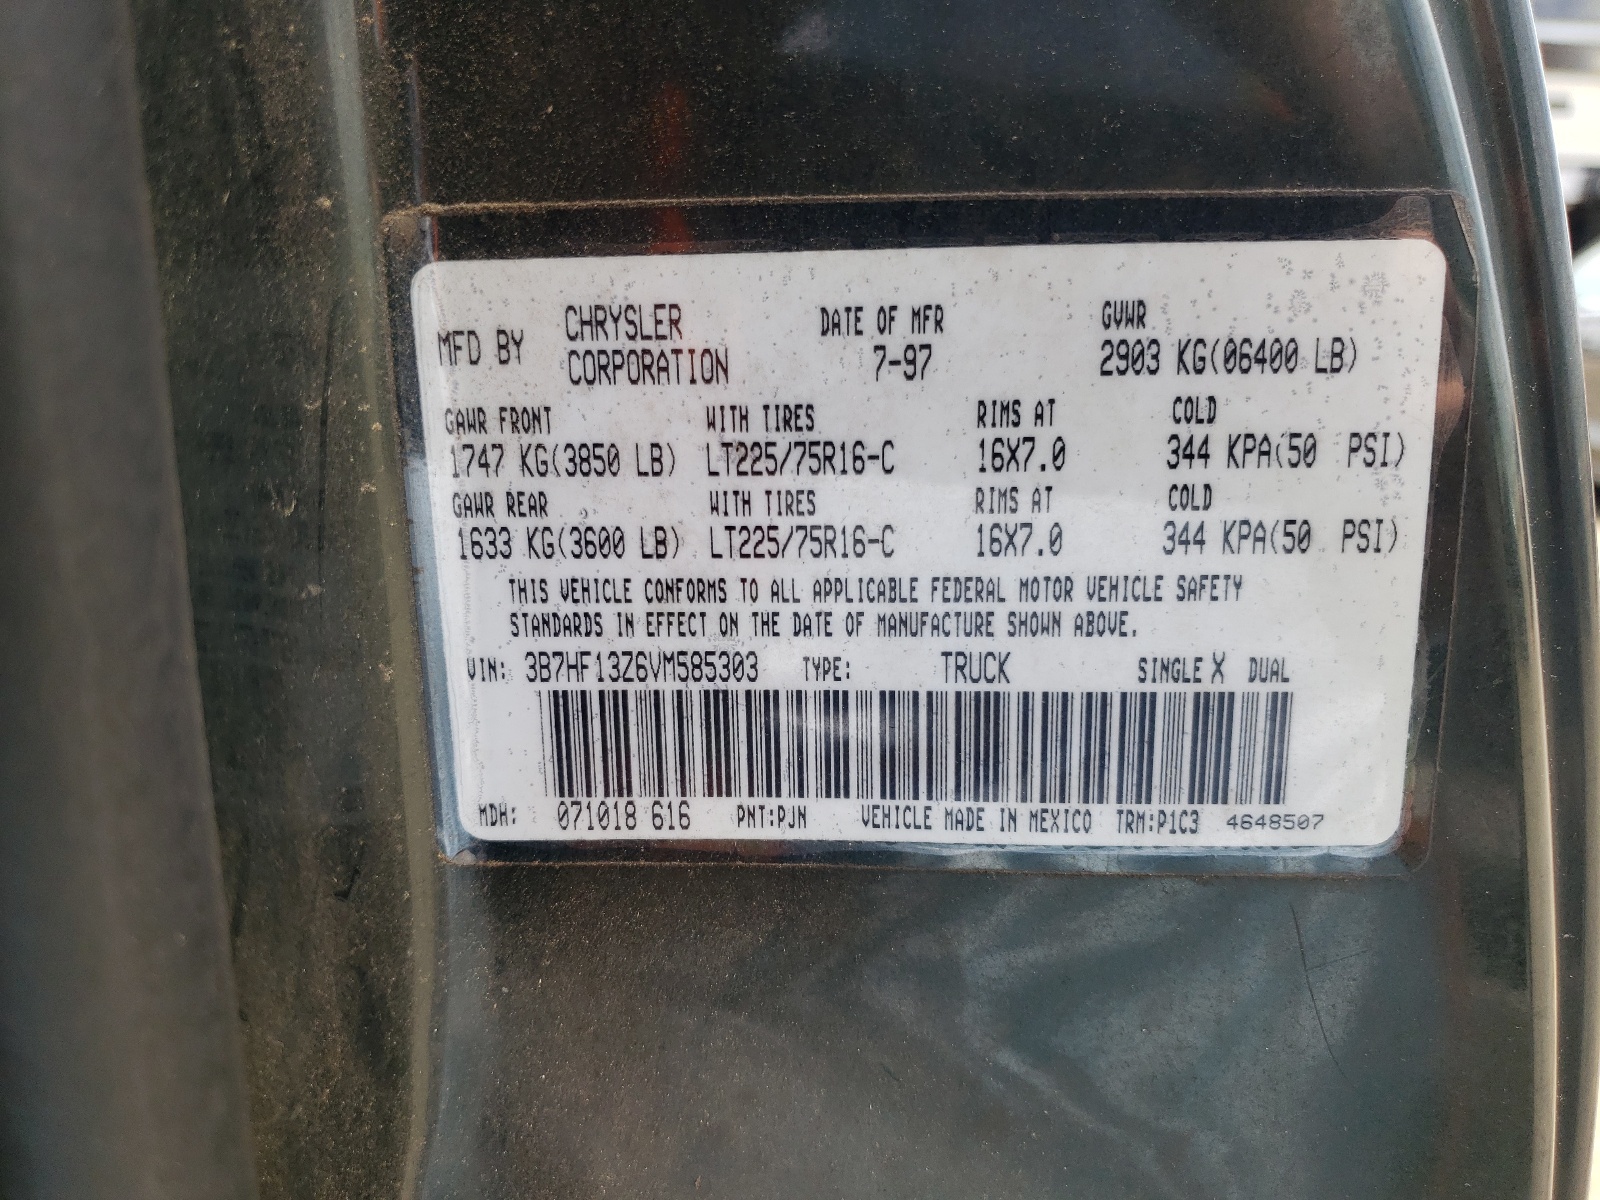 MFD BY CHRYSLER CORPORATION DATE OF MFR 7-97 GVWR 2903 KG(06400 LB)
GAWR FRONT WITH TIRES RIMS AT COLD
1747 KG(3850 LB) LT225/75R16-C 16X7.0 344 KPA(50 PSI)
GAWR REAR WITH TIRES RIMS AT COLD
1633 KG(3600 LB) LT225/75R16-C 16X7.0 344 KPA(50 PSI)
THIS VEHICLE CONFORMS TO ALL APPLICABLE FEDERAL MOTOR VEHICLE SAFETY
STANDARDS IN EFFECT ON THE DATE OF MANUFACTURE SHOWN ABOVE.
VIN: 3B7HF13Z6VM585303 TYPE: TRUCK SINGLE X DUAL
MDH: 071018 616 PNT:PJN VEHICLE MADE IN MEXICO TRM:P1C3 4648507